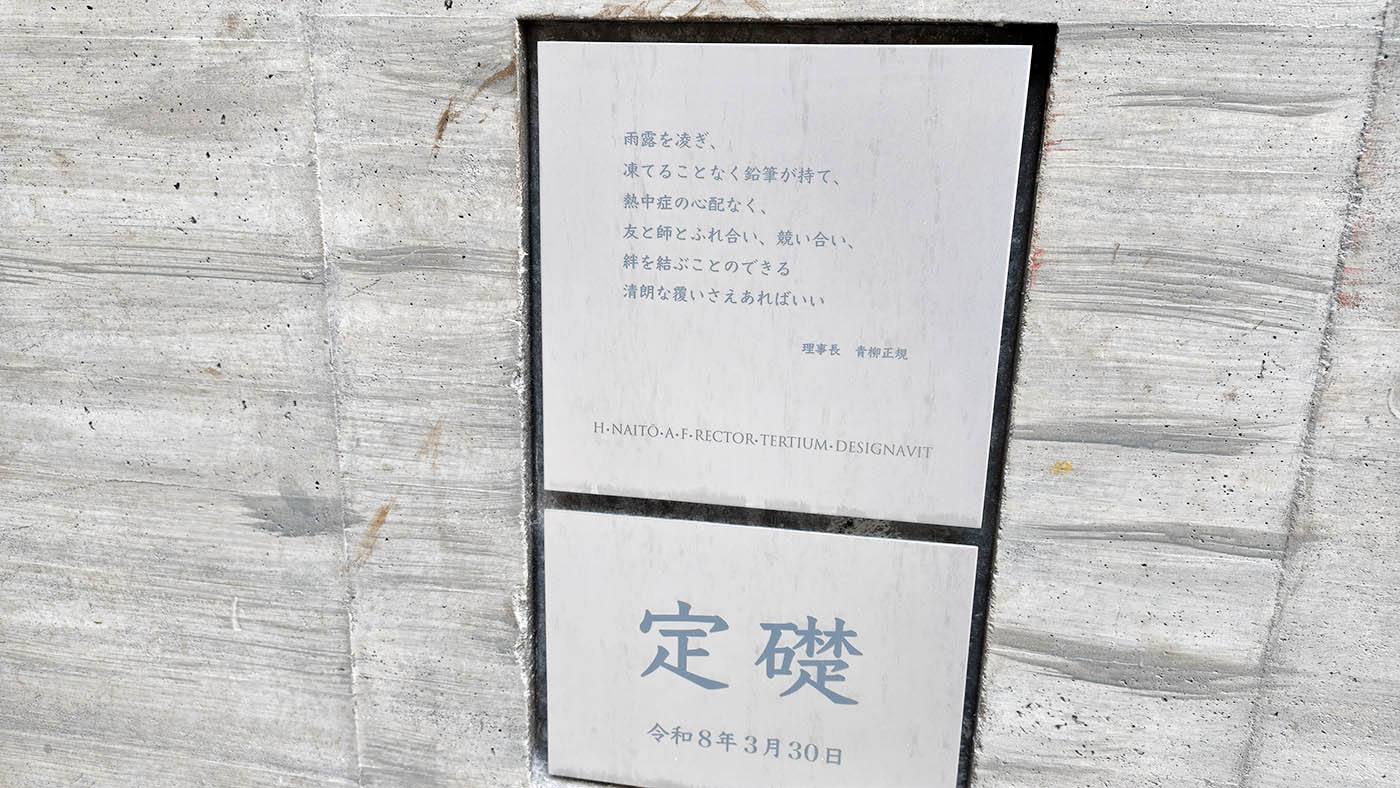 雨露を凌ぎ、
凍てることなく鉛筆が持て、
熱中症の心配なく、
友と師とふれ合い、競い合い、
絆を結ぶことのできる
清朗な覆いさえあればいい
理事長　青柳正規
H·NAITŌ·A·F·RECTOR·TERTIUM·DESIGNAVIT
定礎
令和8年3月30日